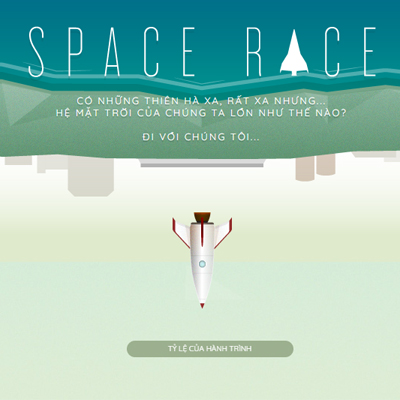 SPACE RACE
CÓ NHỮNG THIÊN HÀ XA, RẤT XA NHƯNG...
HỆ MẶT TRỜI CỦA CHÚNG TA LỚN NHƯ THẾ NÀO?
ĐI VỚI CHÚNG TÔI...
TỶ LỆ CỦA HÀNH TRÌNH